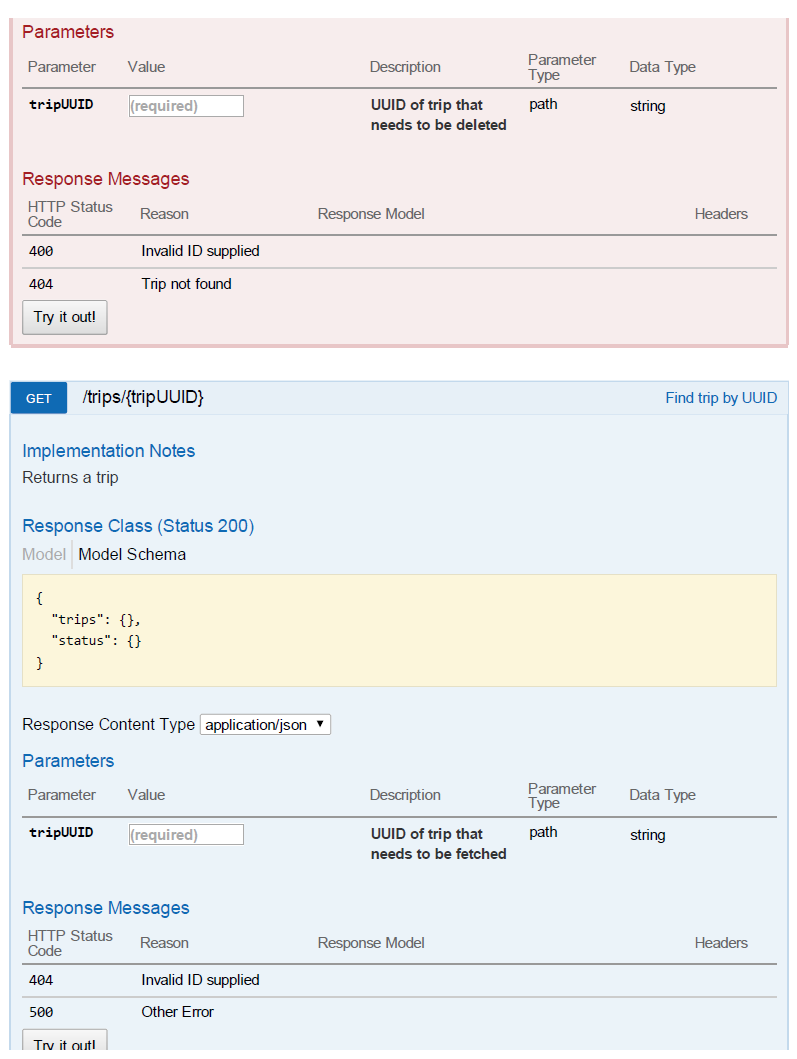 Parameters
Parameter Value Description Parameter Type Data Type
tripUUID (required) UUID of trip that needs to be deleted path string
Response Messages
HTTP Status Code Reason Response Model Headers
400 Invalid ID supplied
404 Trip not found
Try it out!
GET /trips/{tripUUID} Find trip by UUID
Implementation Notes
Returns a trip
Response Class (Status 200)
Model Model Schema
{
  "trips": {},
  "status": {}
}
Response Content Type application/json
Parameters
Parameter Value Description Parameter Type Data Type
tripUUID (required) UUID of trip that needs to be fetched path string
Response Messages
HTTP Status Code Reason Response Model Headers
404 Invalid ID supplied
500 Other Error
Try it out!